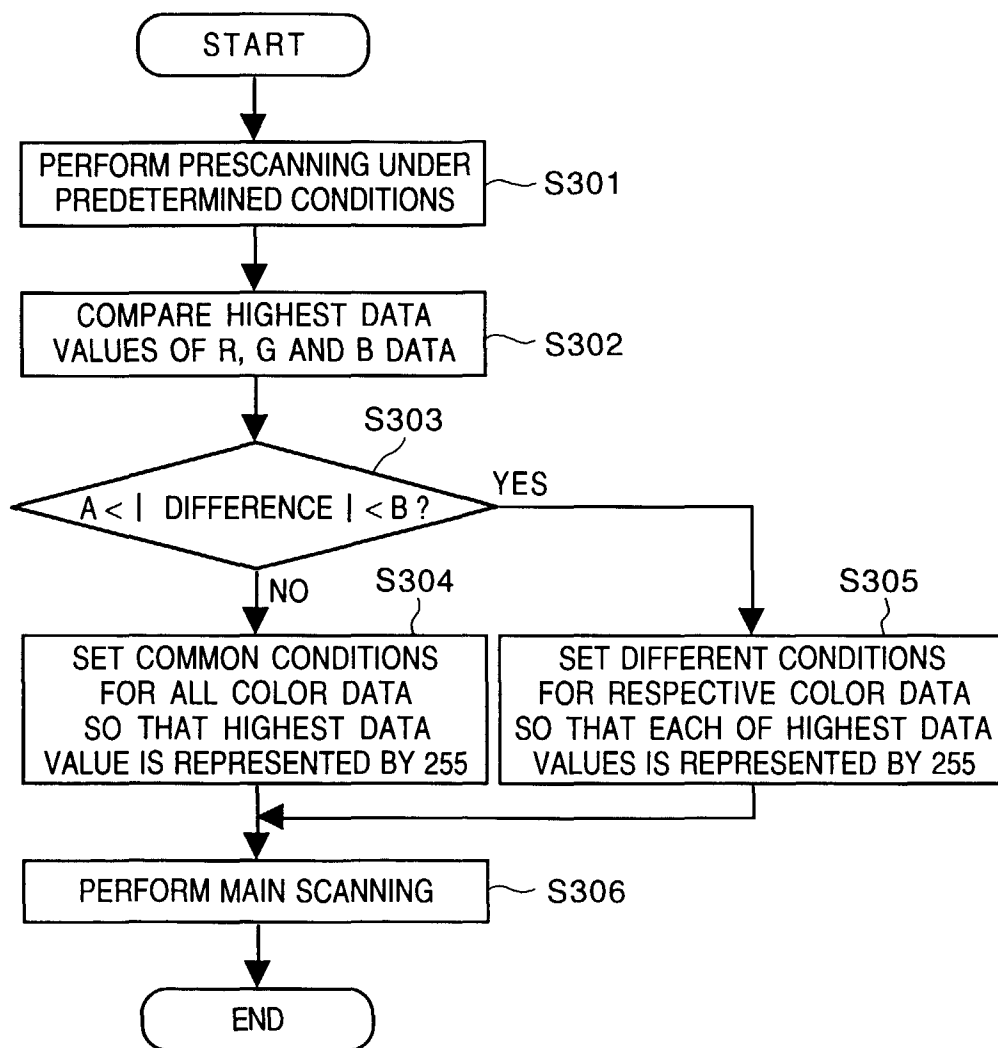 START
PERFORM PRESCANNING UNDER
PREDETERMINED CONDITIONS
S301
COMPARE HIGHEST DATA
VALUES OF R, G AND B DATA
S302
S303
A < | DIFFERENCE | < B ?
YES
NO
S304
SET COMMON CONDITIONS
FOR ALL COLOR DATA
SO THAT HIGHEST DATA
VALUE IS REPRESENTED BY 255
S305
SET DIFFERENT CONDITIONS
FOR RESPECTIVE COLOR DATA
SO THAT EACH OF HIGHEST DATA
VALUES IS REPRESENTED BY 255
PERFORM MAIN SCANNING
S306
END